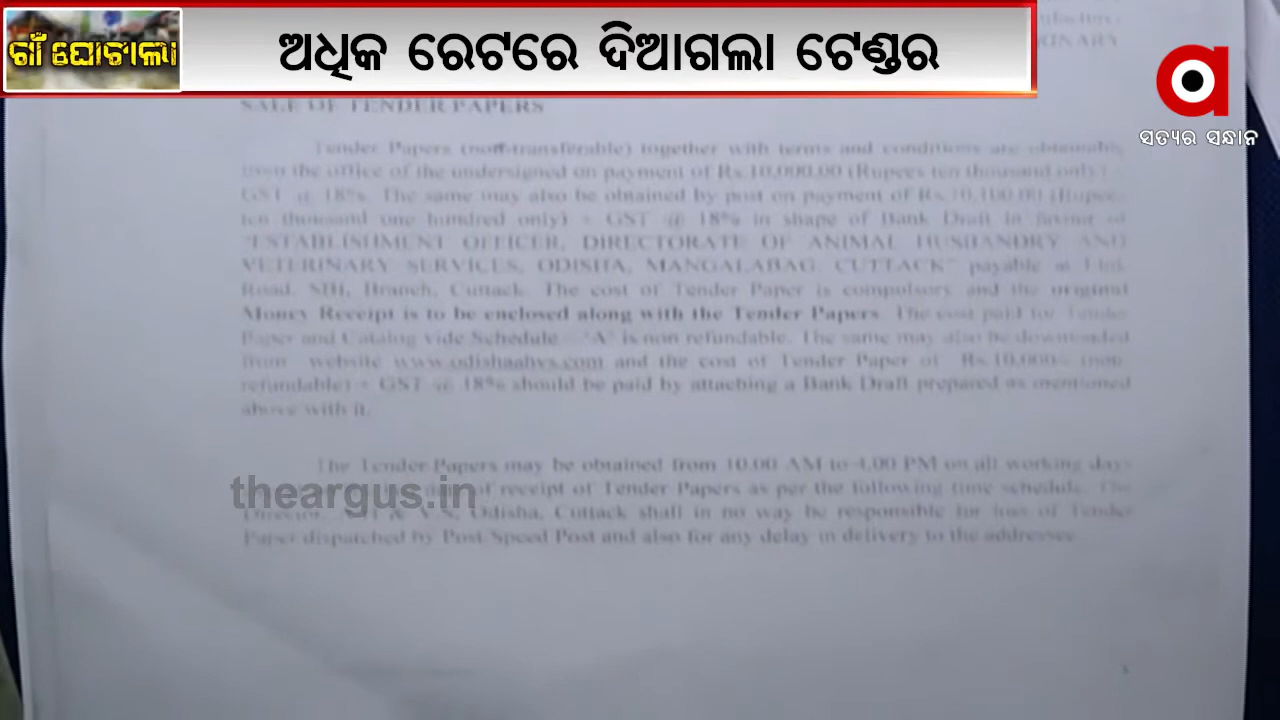 ଗାଁ ଘୋଟାଲା
ଅଧିକ ରେଟରେ ଦିଆଗଲା ଟେଣ୍ଡର
ସତ୍ୟର ସନ୍ଧାନ
SALE OF TENDER PAPERS
Tender Papers (non-transferable) together with terms and conditions are obtainable
from the office of the undersigned on payment of Rs.10,000.00 (Rupees ten thousand only)
GST @ 18%. The same may also be obtained by post on payment of Rs.10,100.00 (Rupees
ten thousand one hundred only) + GST @ 18% in shape of Bank Draft in favour of
"ESTABLISHMENT OFFICER, DIRECTORATE OF ANIMAL HUSBANDRY AND
VETERINARY SERVICES, ODISHA, MANGALABAG, CUTTACK" payable at Link
Road, SBI, Branch, Cuttack. The cost of Tender Paper is compulsory and the original
Money Receipt is to be enclosed along with the Tender Papers. The cost paid for Tender
Paper and Catalog vide Schedule - 'A' is non refundable. The same may also be downloaded
from website www.odishaahvs.com and the cost of Tender Paper of Rs.10,000/- (non-
refundable) + GST @ 18% should be paid by attaching a Bank Draft prepared as mentioned
above with it.
The Tender Papers may be obtained from 10.00 AM to 4.00 PM on all working days
of receipt of Tender Papers as per the following time schedule. The
Director, & V.S, Odisha, Cuttack shall in no way be responsible for loss of Tender
Paper dispatched by Post/Speed Post and also for any delay in delivery to the addressee.
theargus.in